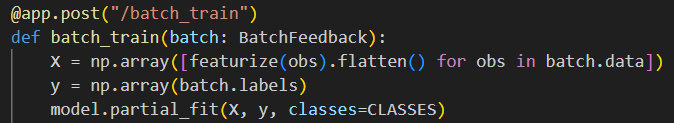 @app.post("/batch_train")
def batch_train(batch: BatchFeedback):
    X = np.array([featurize(obs).flatten() for obs in batch.data])
    y = np.array(batch.labels)
    model.partial_fit(X, y, classes=CLASSES)